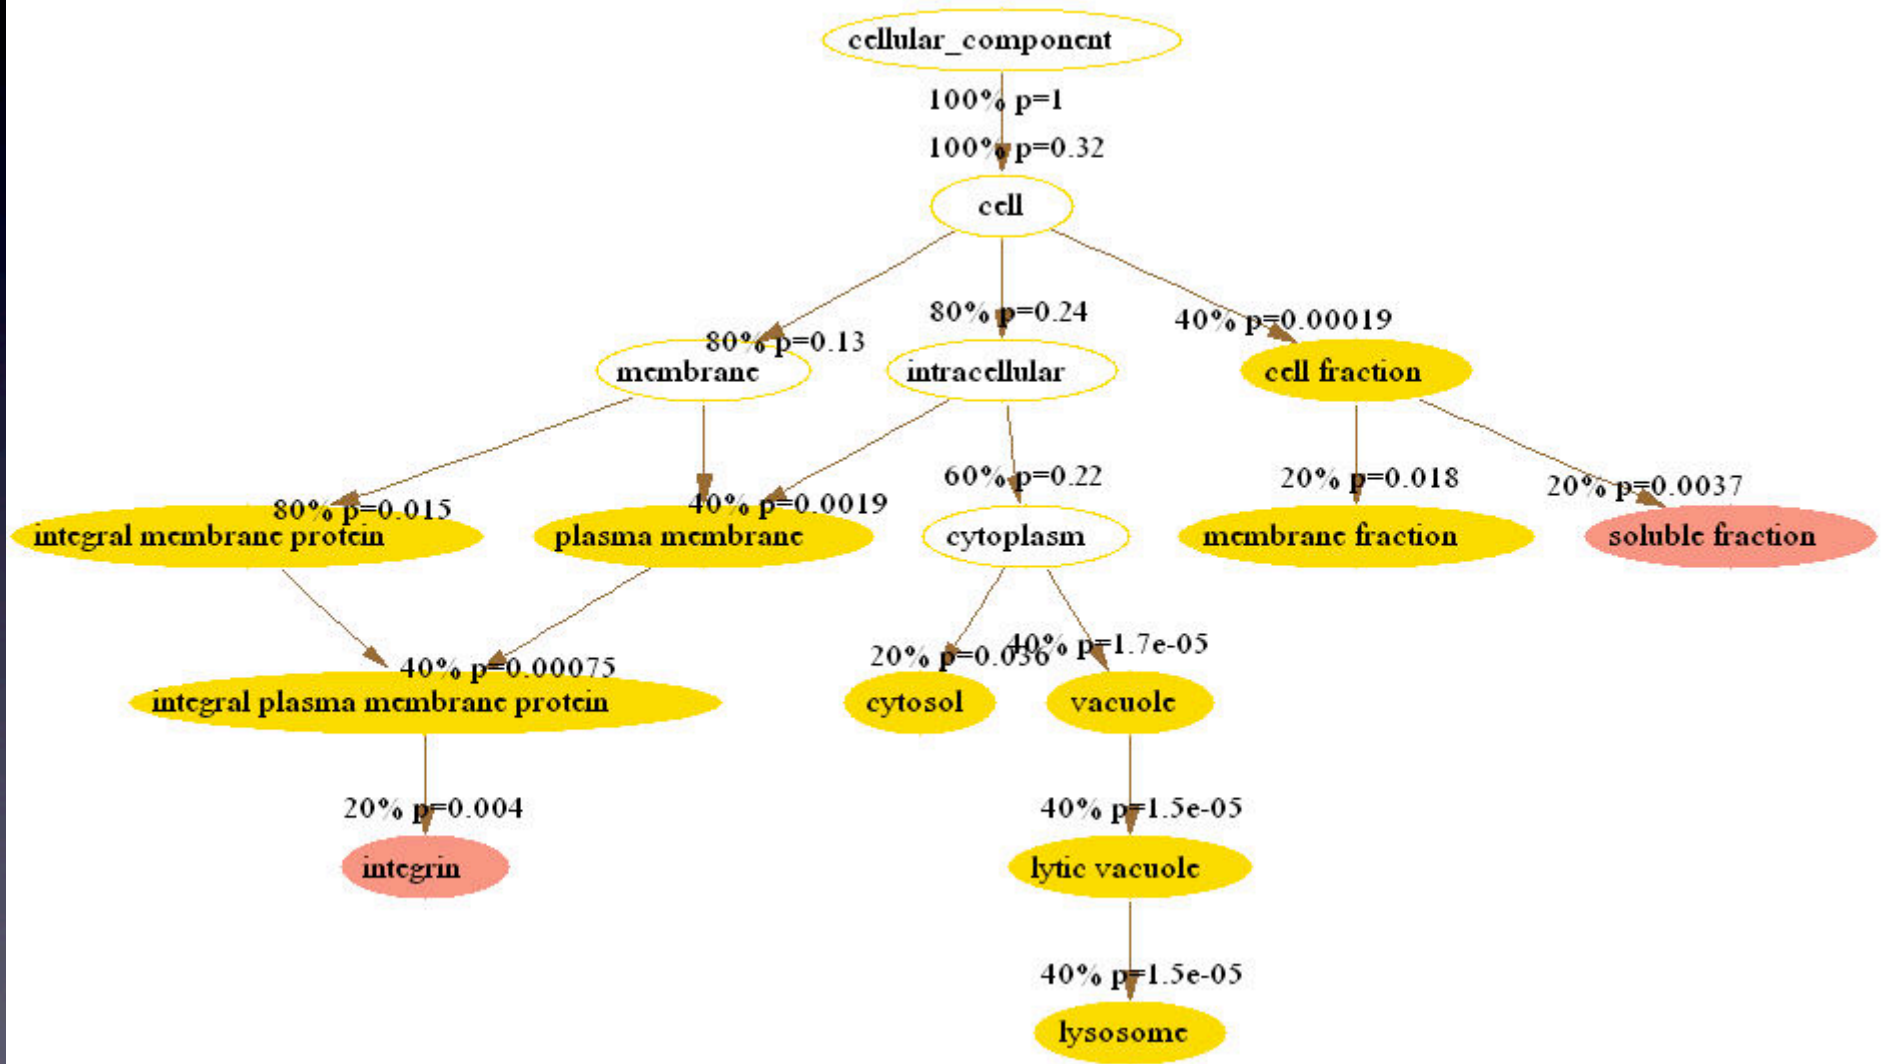 cellular_component
100% p=1
100% p=0.32
cell
80% p=0.13
80% p=0.24
40% p=0.00019
membrane
intracellular
cell fraction
80% p=0.015
40% p=0.0019
60% p=0.22
20% p=0.018
20% p=0.0037
integral membrane protein
plasma membrane
cytoplasm
membrane fraction
soluble fraction
40% p=0.00075
20% p=0.036
40% p=1.7e-05
integral plasma membrane protein
cytosol
vacuole
20% p=0.004
40% p=1.5e-05
integrin
lytic vacuole
40% p=1.5e-05
lysosome